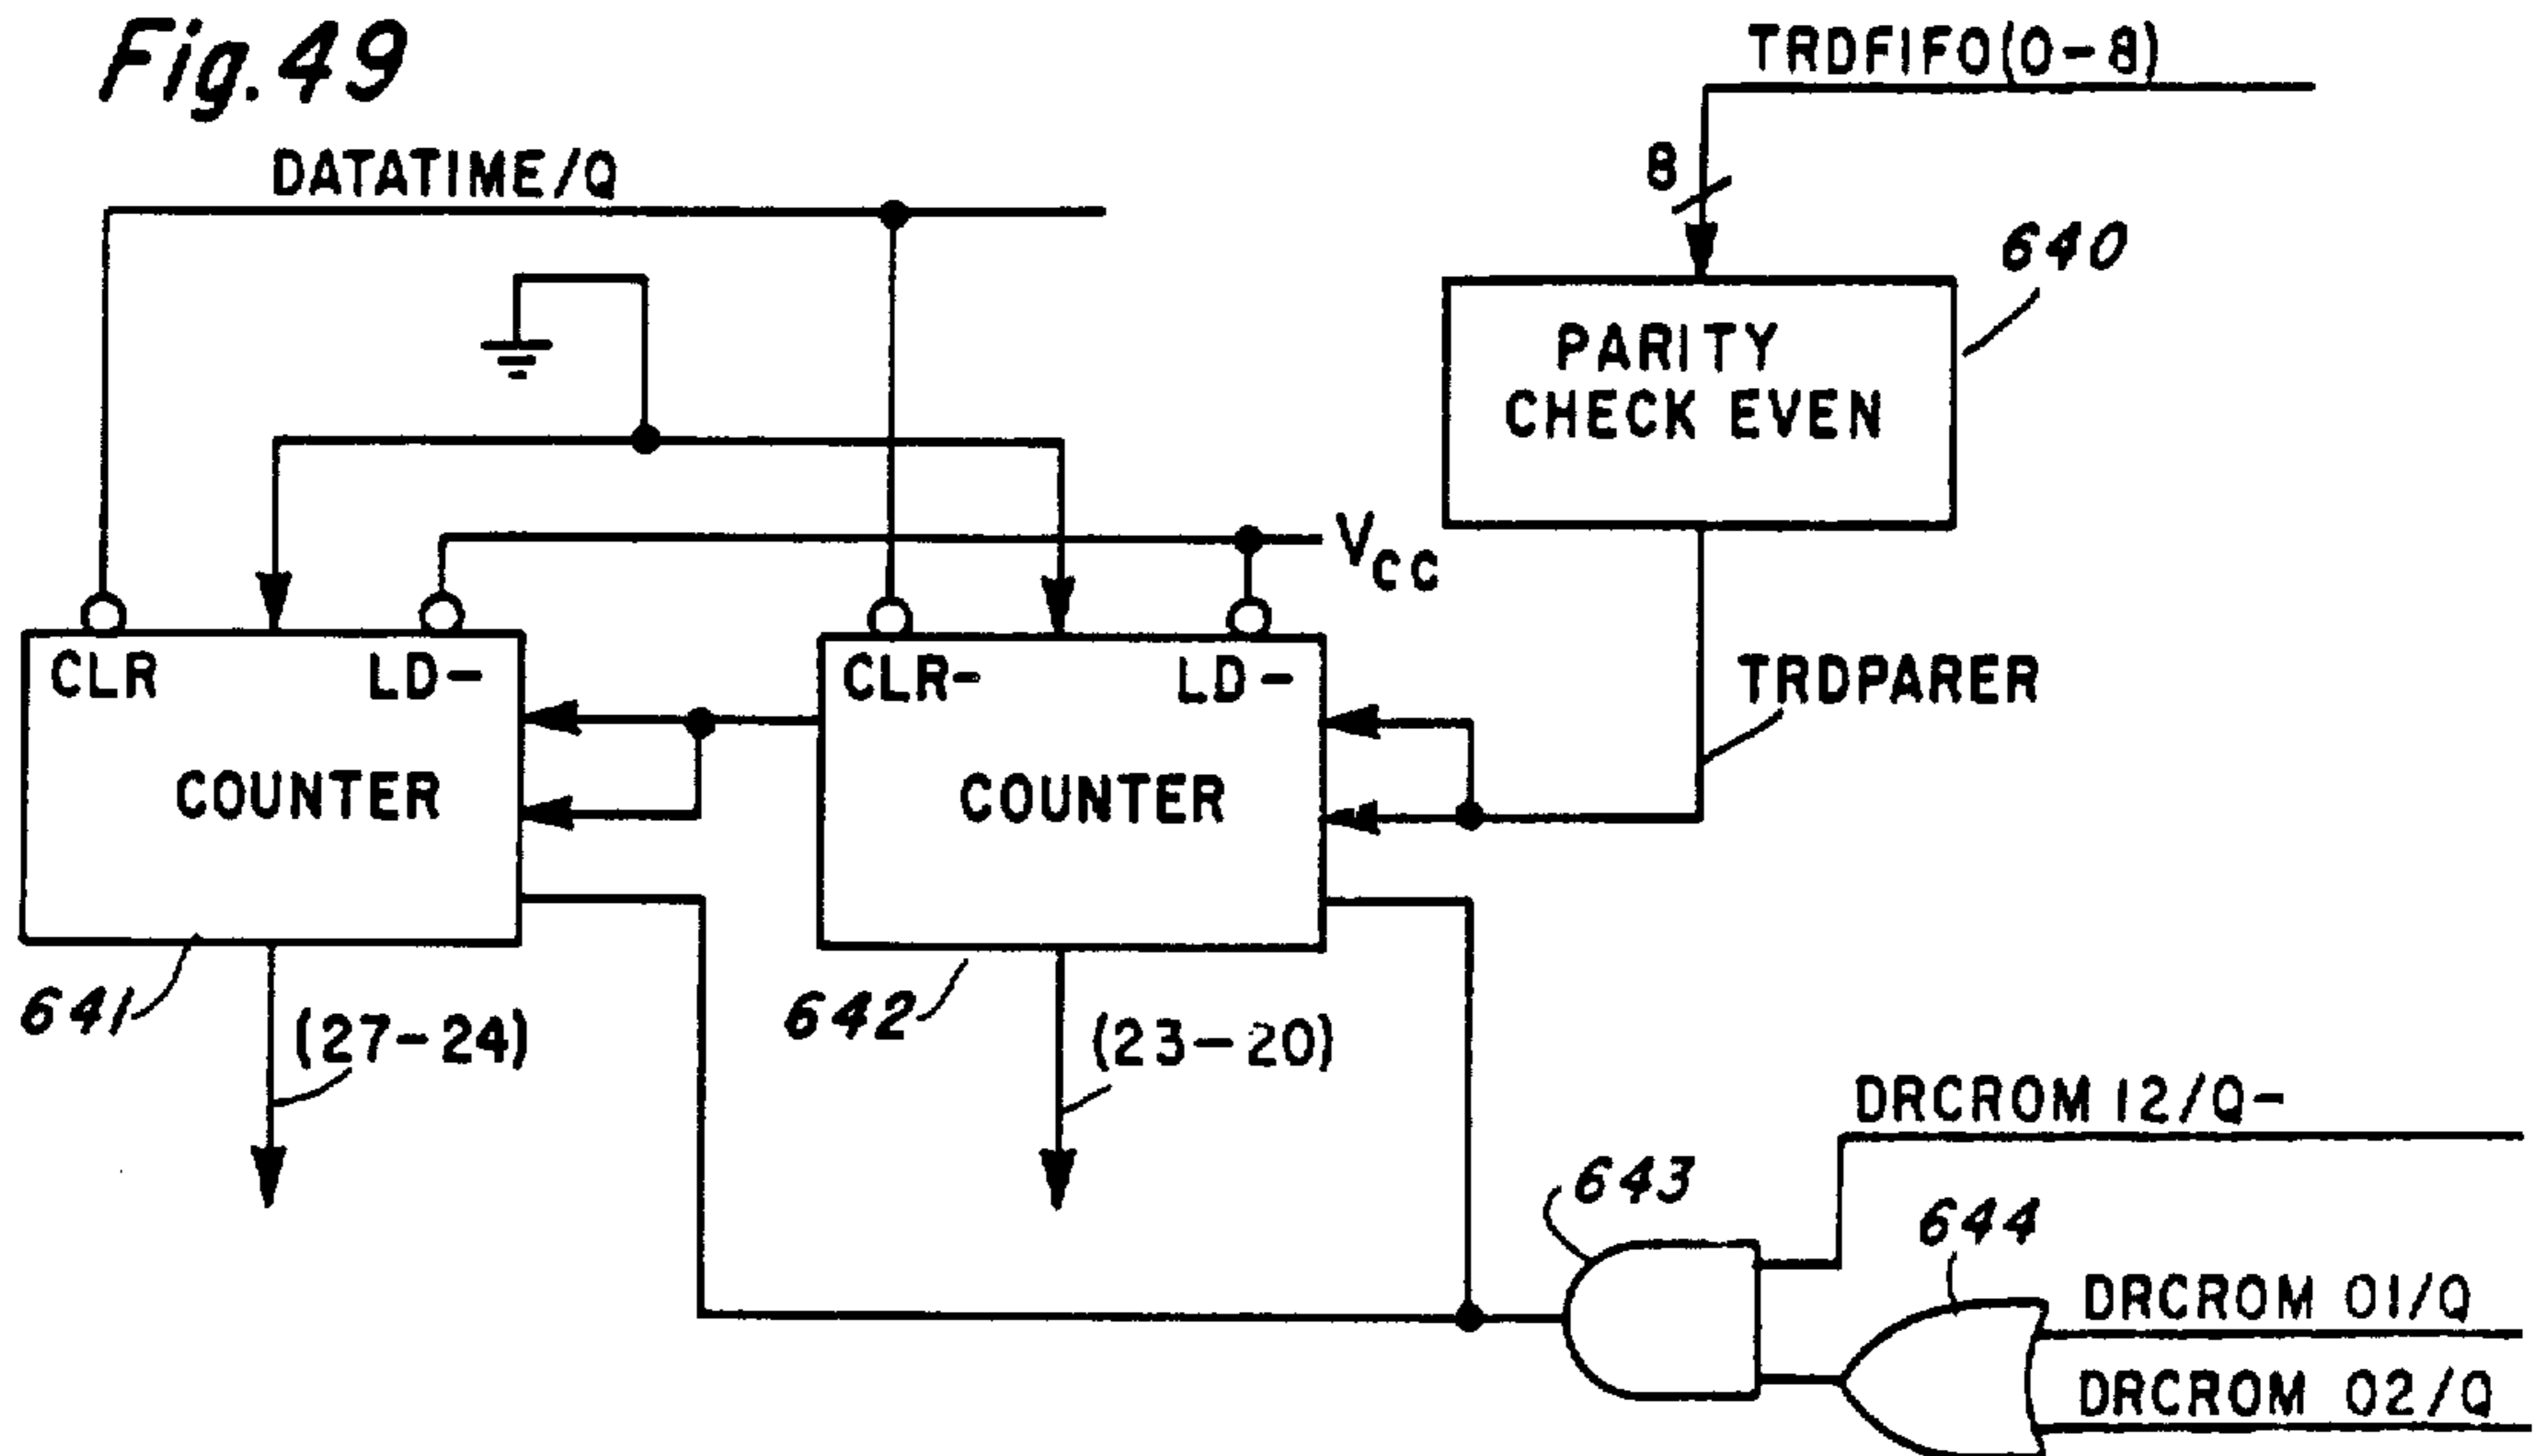 Fig. 49
TRDFIFO(0-8)
DATATIME/Q
8
640
PARITY
CHECK EVEN
VCC
CLR
LD-
CLR-
LD-
TRDPARER
COUNTER
COUNTER
641
(27-24)
642
(23-20)
DRCROM 12/Q-
643
644
DRCROM 01/Q
DRCROM 02/Q